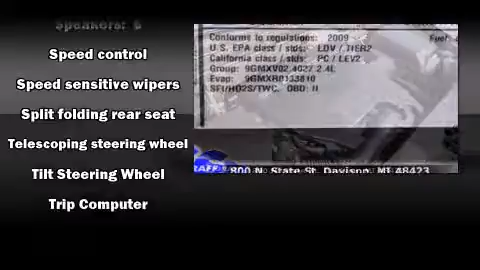 Speakers: 6
Speed control
Speed sensitive wipers
Split folding rear seat
Telescoping steering wheel
Tilt Steering Wheel
Trip Computer
Conforms to regulations: 2009
Fuel:
U.S. EPA class / stds: LDV / TIER2
California class / stds: PC / LEV2
Group: 9GMXV02.4027 2.4L
Evap: 9GMXR0133810
SFI/HO2S/TWC, OBD: II
800 N. State St. Davison, MI 48423